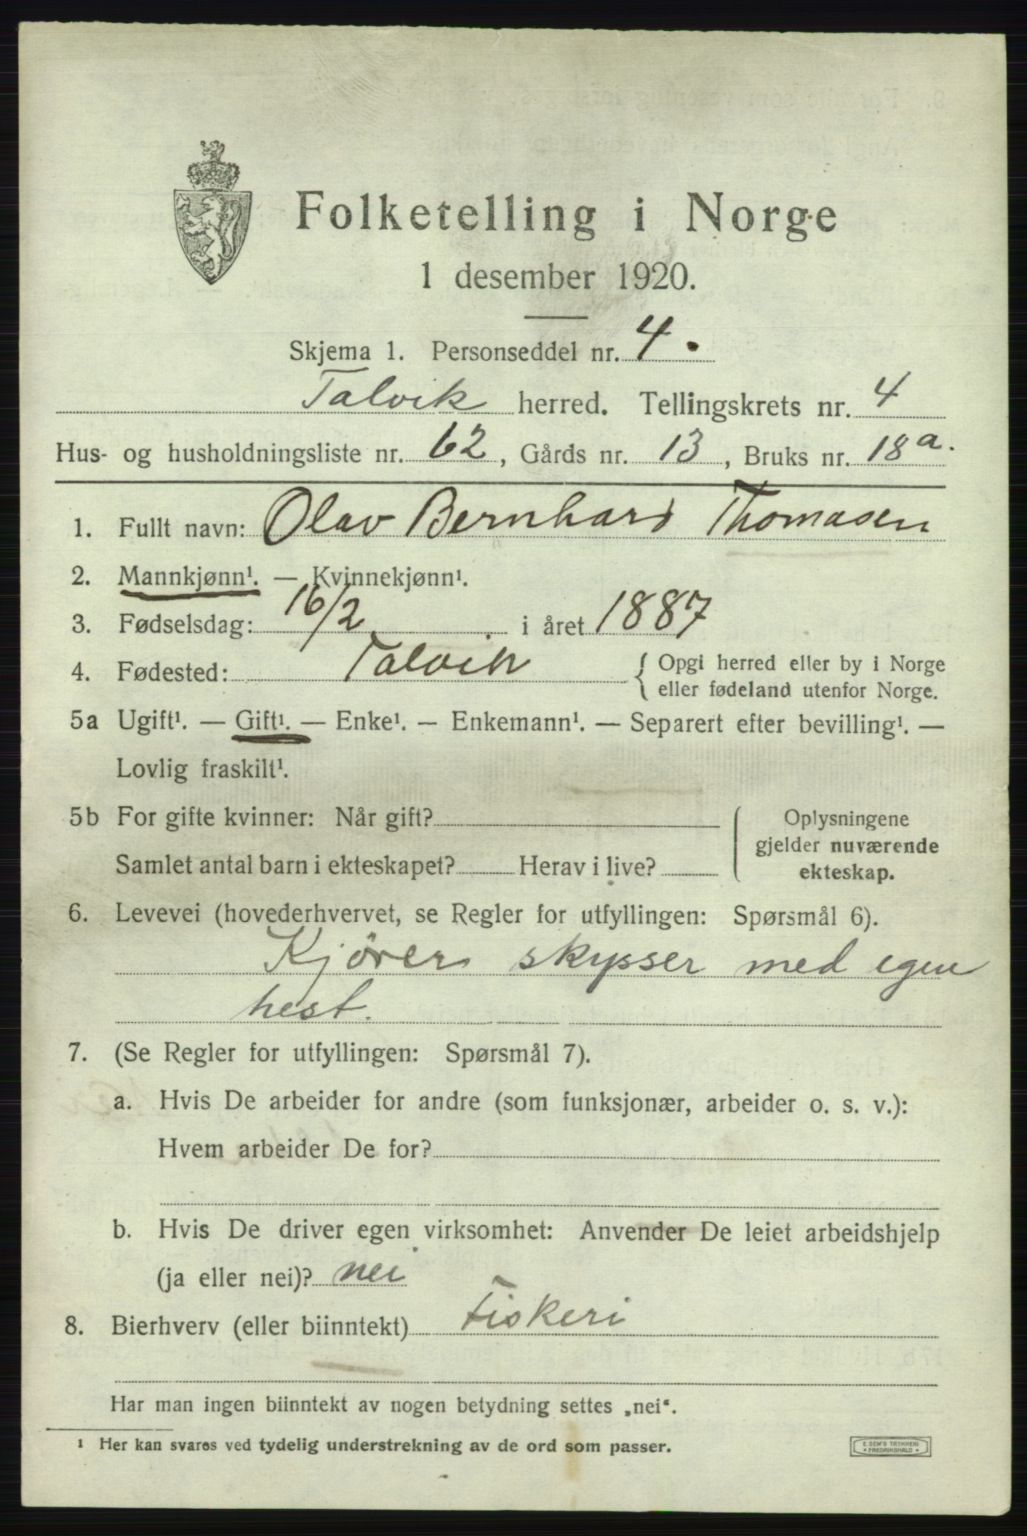 Folketelling i Norge
1 desember 1920.
Skjema 1. Personseddel nr. 4.
Talvik herred. Tellingskrets nr. 4
Hus- og husholdningsliste nr. 62, Gårds nr. 13, Bruks nr. 18a.
1. Fullt navn: Olav Bernhard Thomasen
2. Mannkjønn¹. — Kvinnekjønn¹.
3. Fødselsdag: 16/2 i året 1887
4. Fødested: Talvik { Opgi herred eller by i Norge
eller fødeland utenfor Norge.
5a Ugift¹. — Gift¹. — Enke¹. — Enkemann¹. — Separert efter bevilling¹. —
Lovlig fraskilt¹.
5b For gifte kvinner: Når gift?
Samlet antal barn i ekteskapet? Herav i live?
Oplysningene
gjelder nuværende
ekteskap.
6. Levevei (hovederhvervet, se Regler for utfyllingen: Spørsmål 6).
Kjører skysser med egen
hest.
7. (Se Regler for utfyllingen: Spørsmål 7).
a. Hvis De arbeider for andre (som funksjonær, arbeider o. s. v.):
Hvem arbeider De for?
b. Hvis De driver egen virksomhet: Anvender De leiet arbeidshjelp
(ja eller nei)? nei
8. Bierhverv (eller biinntekt) Fiskeri
Har man ingen biinntekt av nogen betydning settes „nei“.
¹ Her kan svares ved tydelig understrekning av de ord som passer.
E. SEM'S TRYKKERI
FREDRIKSHALD